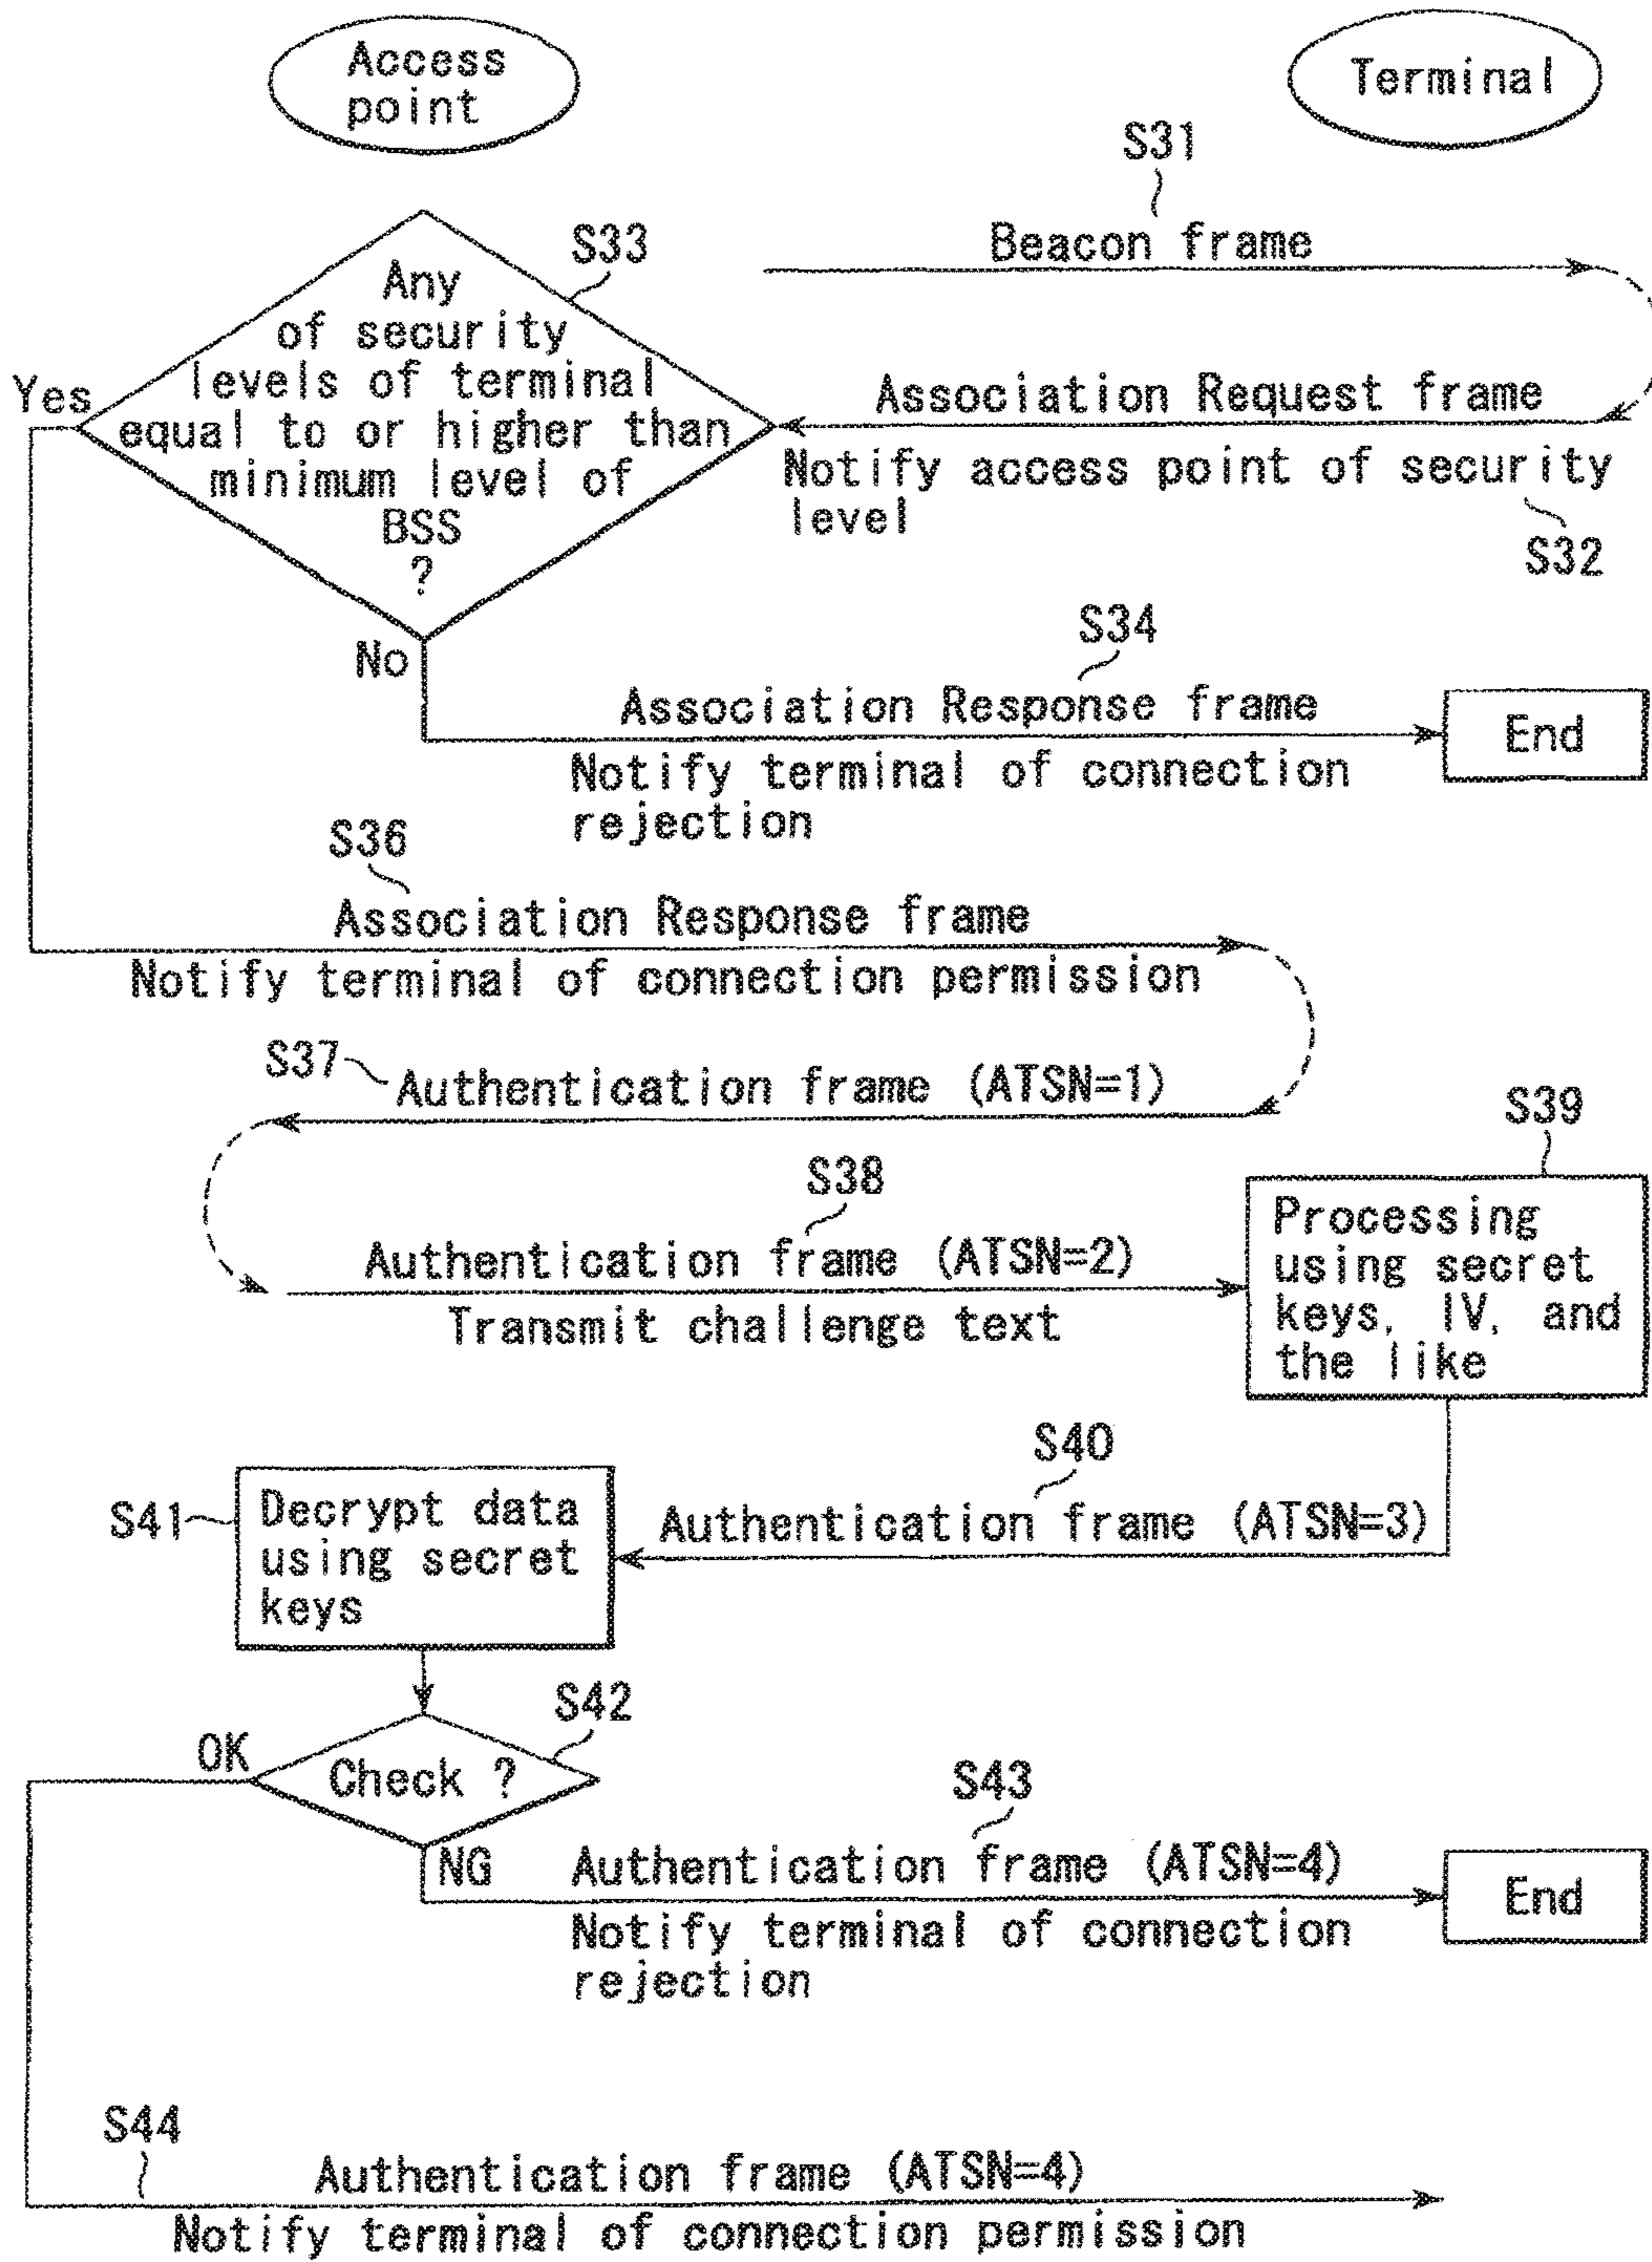 Access
point
Terminal
S31
Beacon frame
S33
Any
of security
levels of terminal
equal to or higher than
minimum level of
BSS
?
Yes
No
Association Request frame
Notify access point of security
level
S32
S34
Association Response frame
Notify terminal of connection
rejection
End
S36
Association Response frame
Notify terminal of connection permission
S37
Authentication frame (ATSN=1)
S38
Authentication frame (ATSN=2)
Transmit challenge text
S39
Processing
using secret
keys, IV, and
the like
S40
Authentication frame (ATSN=3)
S41
Decrypt data
using secret
keys
S42
Check ?
OK
NG
S43
Authentication frame (ATSN=4)
Notify terminal of connection
rejection
End
S44
Authentication frame (ATSN=4)
Notify terminal of connection permission